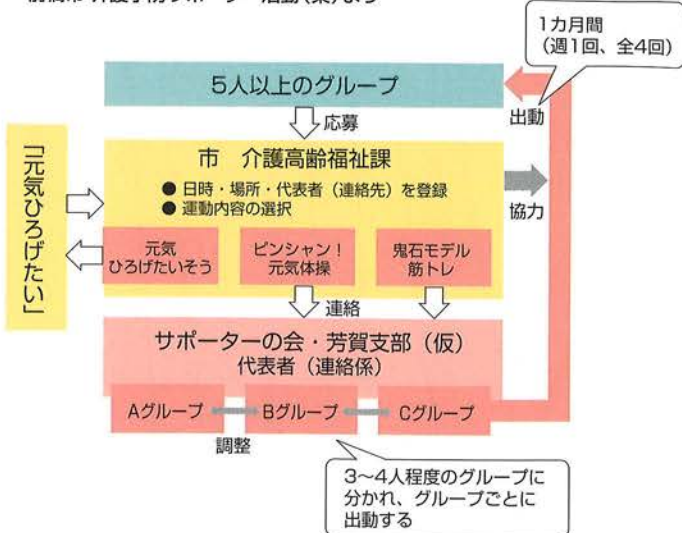 1カ月間
(週1回、全4回)
5人以上のグループ
出動
応募
市 介護高齢福祉課
● 日時・場所・代表者（連絡先）を登録
● 運動内容の選択
協力
「元気ひろげたい」
元気
ひろげたいそう
ピンシャン！
元気体操
鬼石モデル
筋トレ
連絡
サポーターの会・芳賀支部（仮）
代表者（連絡係）
Aグループ
Bグループ
Cグループ
調整
3〜4人程度のグループに
分かれ、グループごとに
出動する